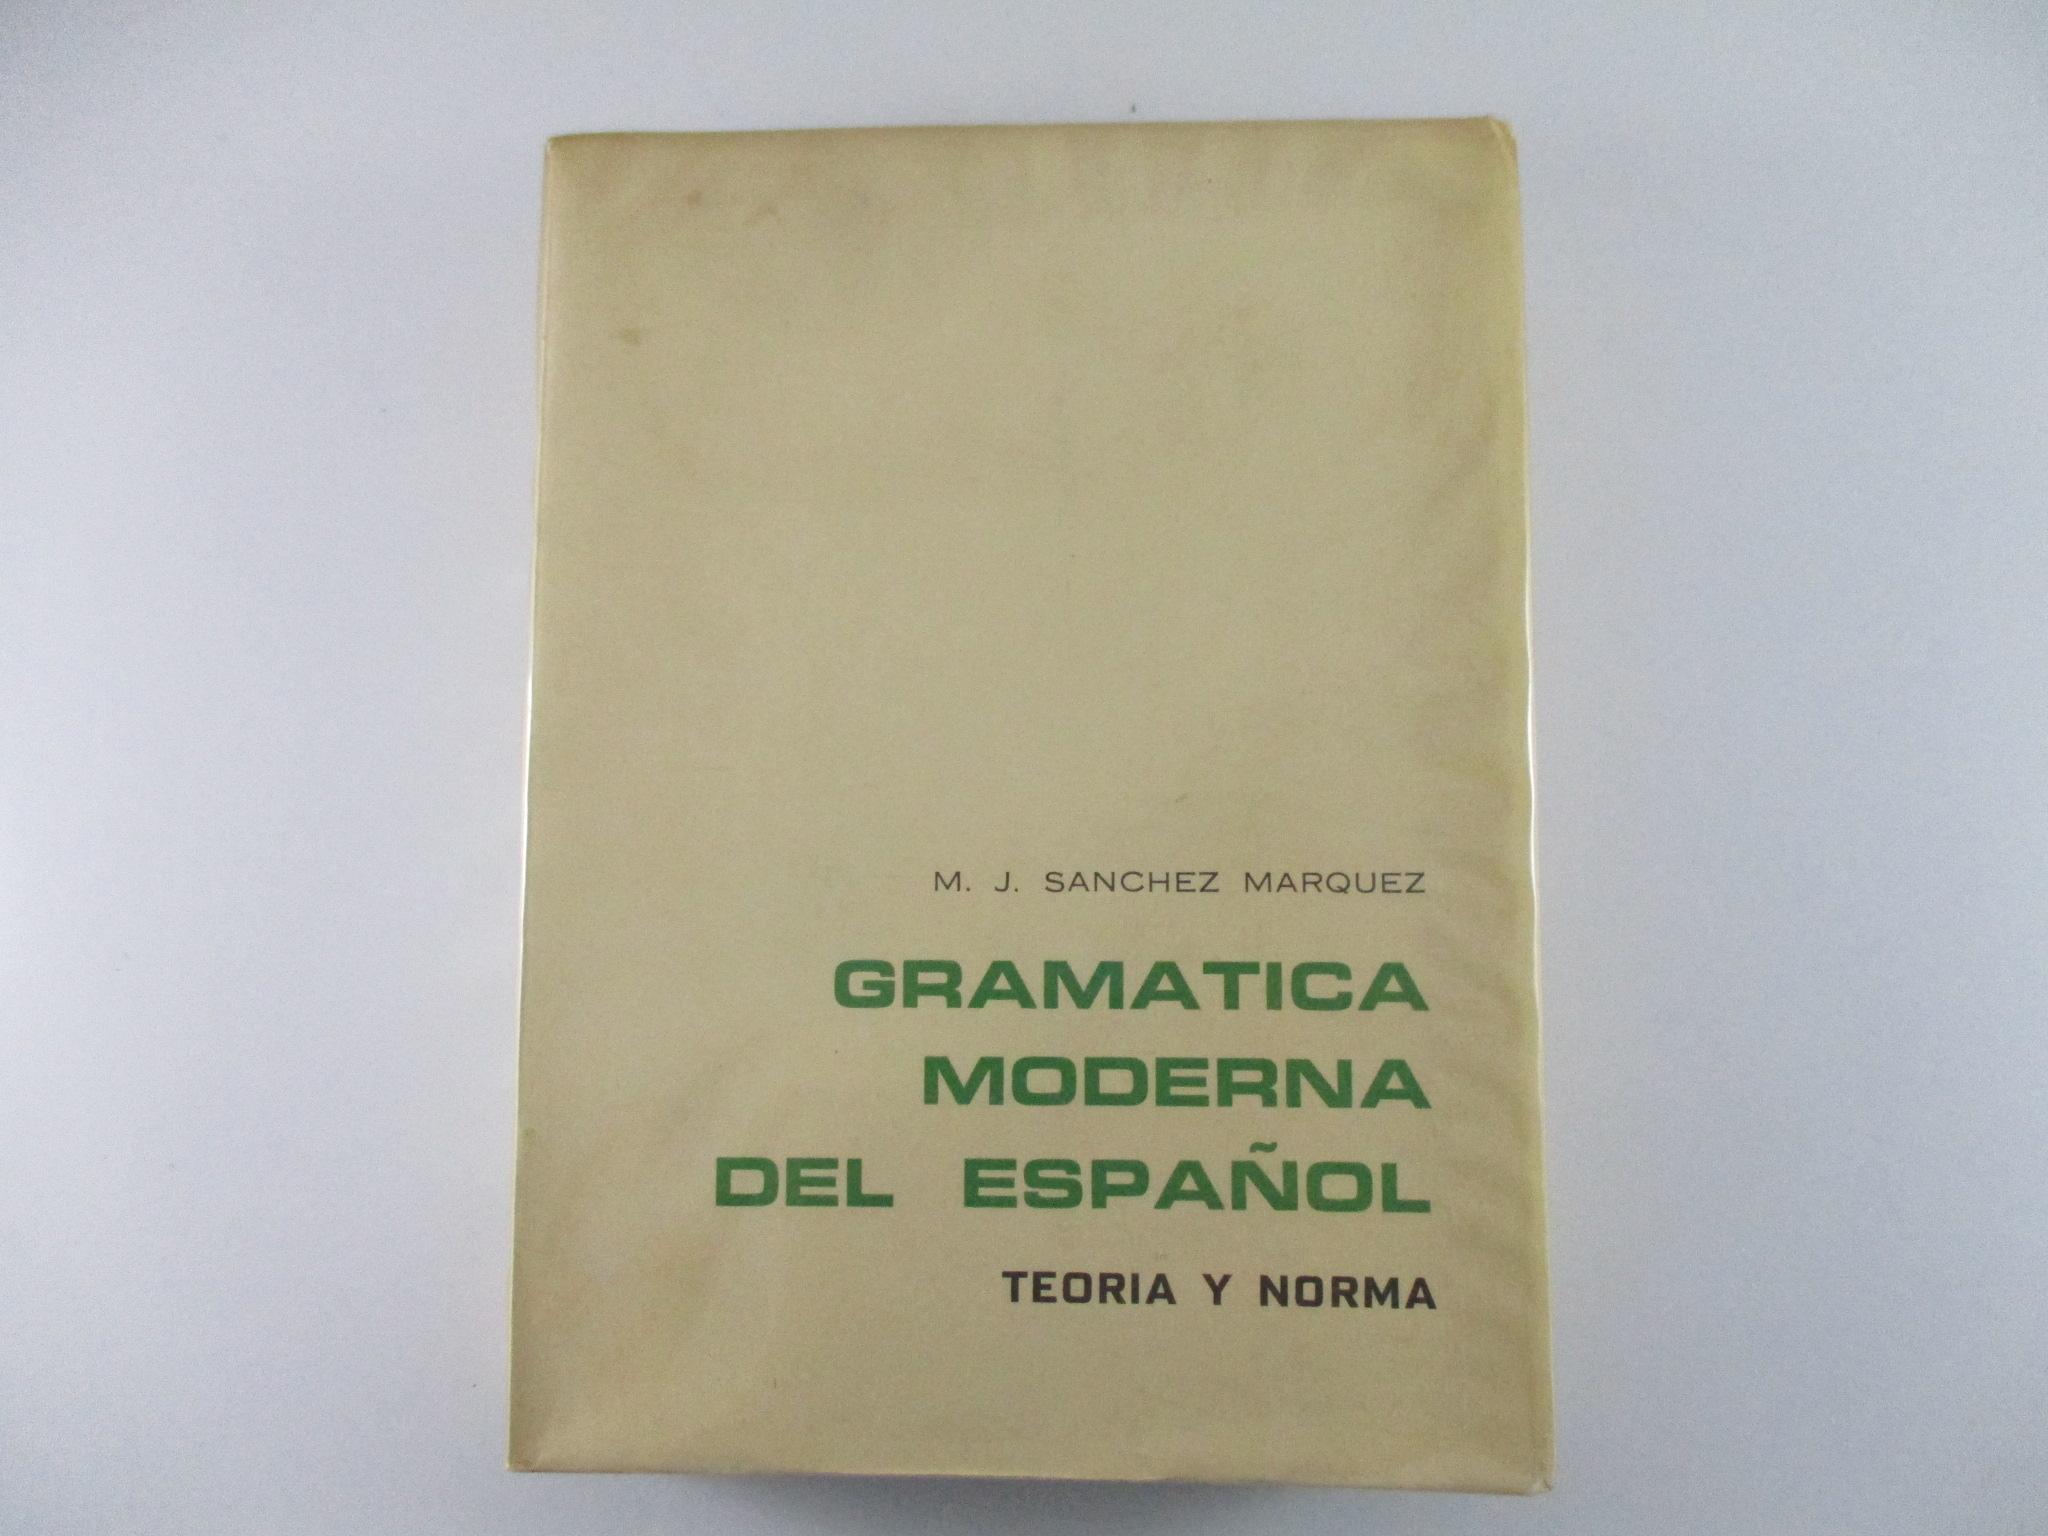 M. J. SANCHEZ MARQUEZ
GRAMATICA
MODERNA
DEL ESPAÑOL
TEORIA Y NORMA